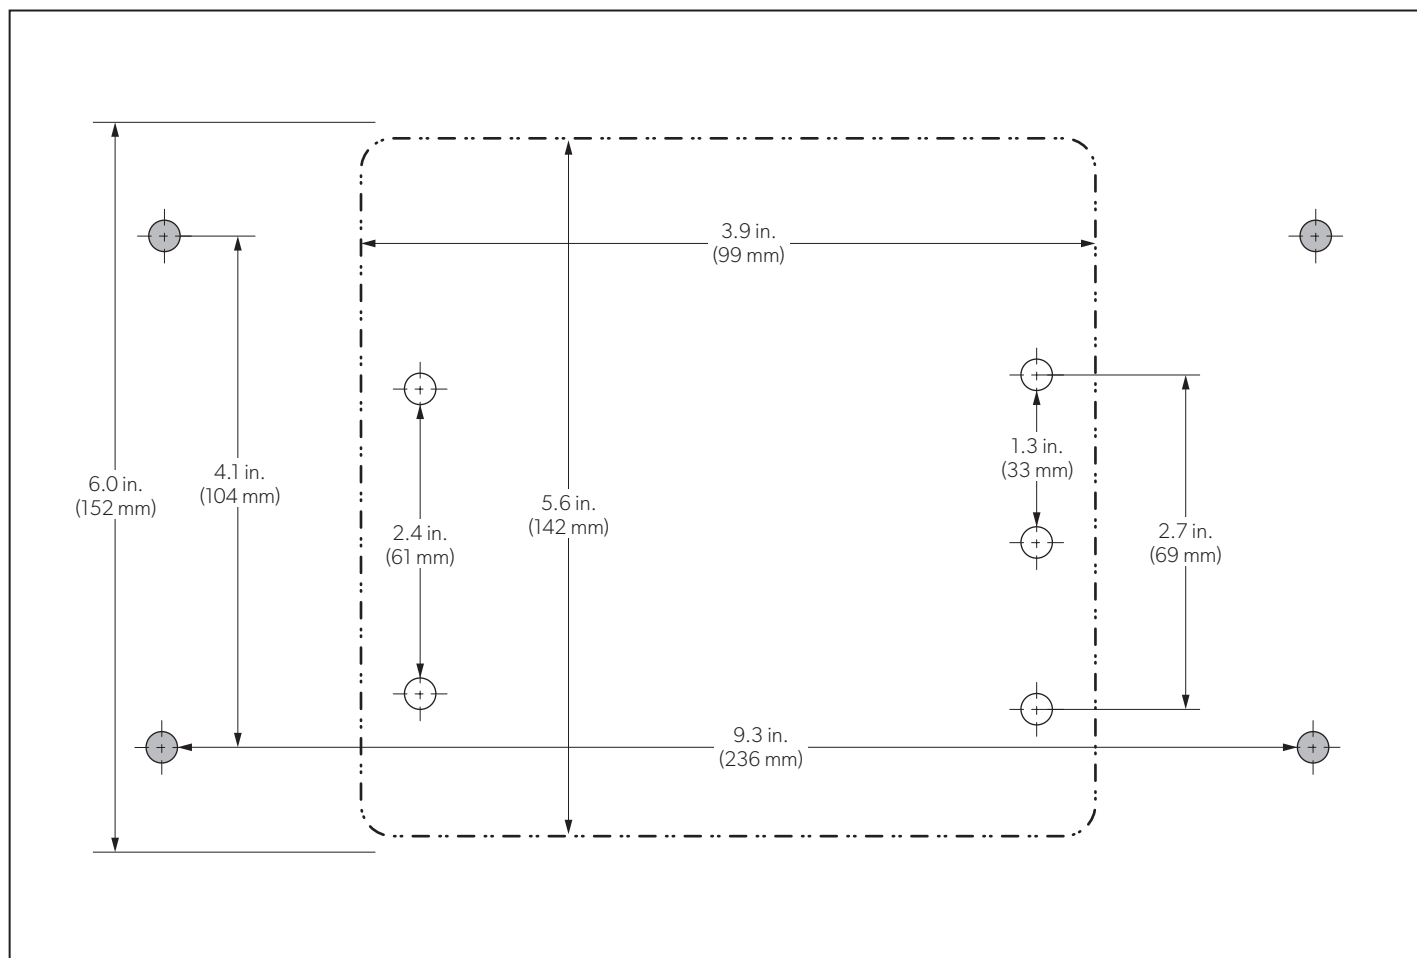 3.9 in.
(99 mm)
1.3 in.
(33 mm)
4.1 in.
(104 mm)
6.0 in.
(152 mm)
5.6 in.
(142 mm)
2.4 in.
(61 mm)
2.7 in.
(69 mm)
9.3 in.
(236 mm)